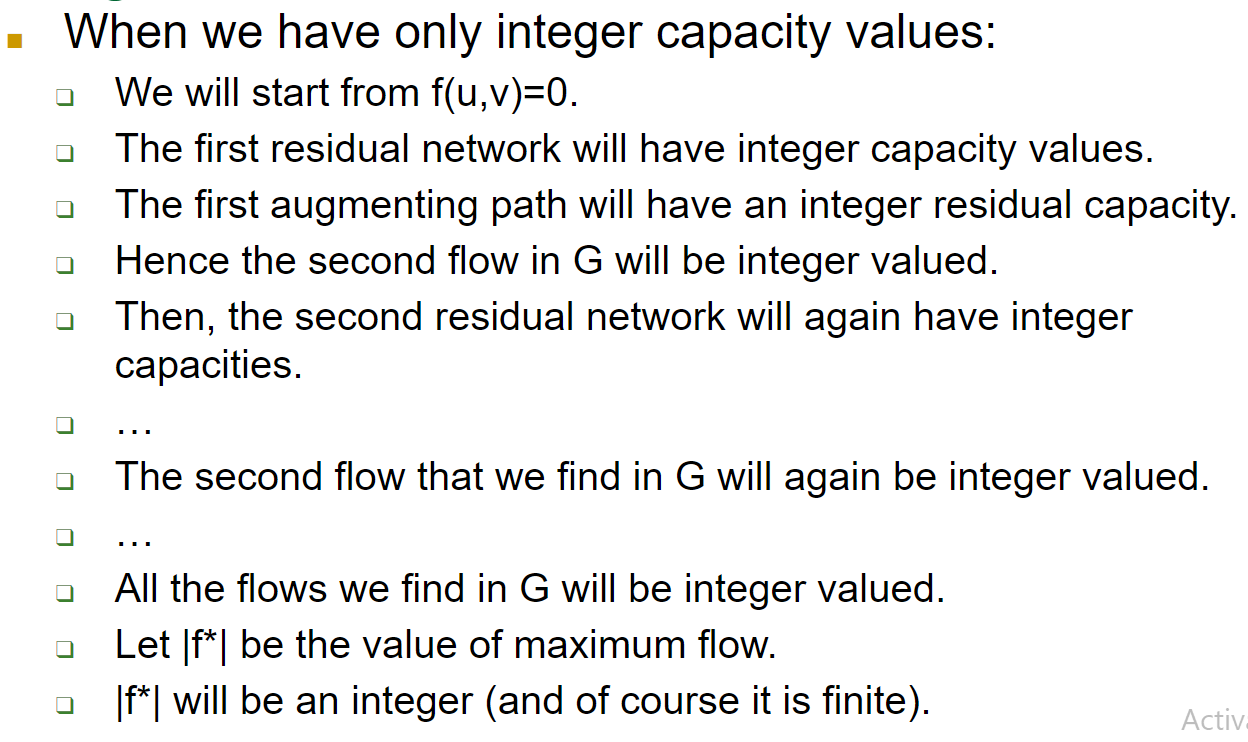 When we have only integer capacity values:
We will start from f(u,v)=0.
The first residual network will have integer capacity values.
The first augmenting path will have an integer residual capacity.
Hence the second flow in G will be integer valued.
Then, the second residual network will again have integer
capacities.
…
The second flow that we find in G will again be integer valued.
…
All the flows we find in G will be integer valued.
Let |f*| be the value of maximum flow.
|f*| will be an integer (and of course it is finite).